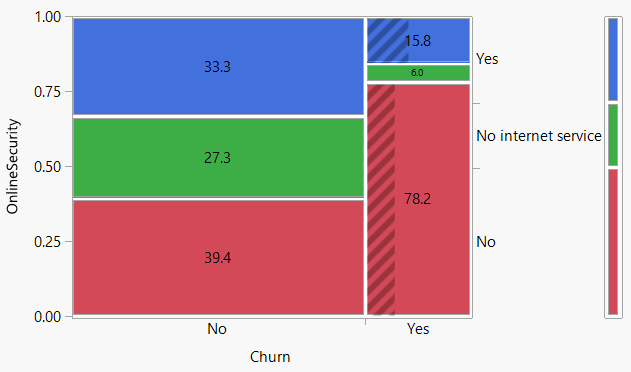 1.00
0.75
0.50
0.25
0.00
OnlineSecurity
33.3
27.3
39.4
15.8
6.0
78.2
Yes
No internet service
No
No
Yes
Churn